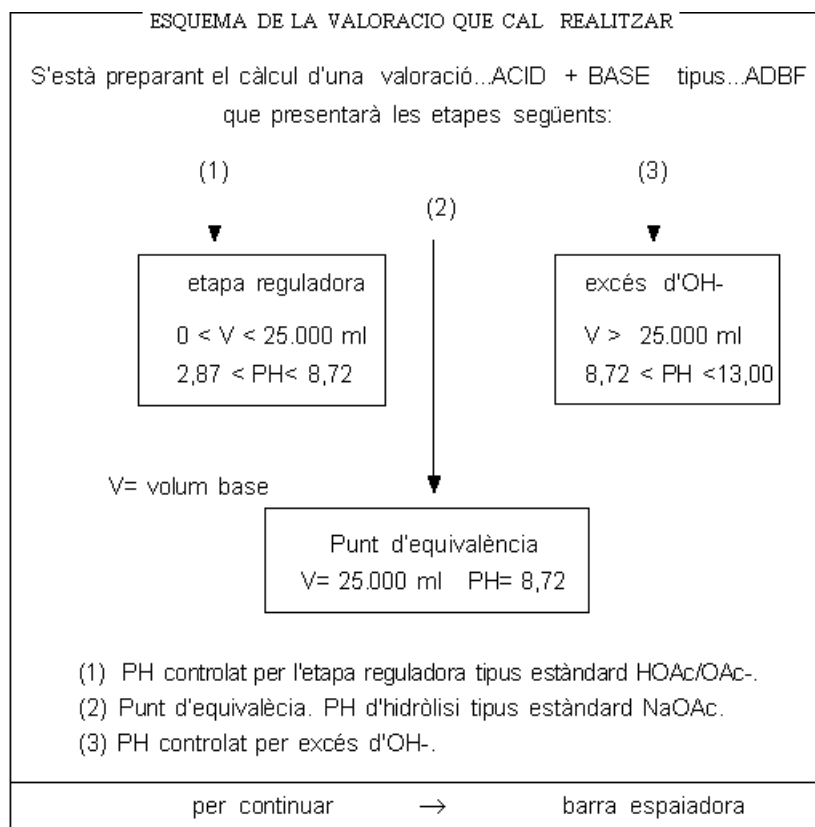 ESQUEMA DE LA VALORACIO QUE CAL REALITZAR
S'està preparant el càlcul d'una valoració...ACID + BASE tipus...ADBF
que presentarà les etapes següents:
(1)
(3)
(2)
etapa reguladora
0 < V < 25.000 ml
2,87 < PH< 8,72
excés d'OH-
V > 25.000 ml
8,72 < PH <13,00
V= volum base
Punt d'equivalència
V= 25.000 ml PH= 8,72
(1) PH controlat per l'etapa reguladora tipus estàndard HOAc/OAc-.
(2) Punt d'equivalècia. PH d'hidròlisi tipus estàndard NaOAc.
(3) PH controlat per excés d'OH-.
per continuar → barra espaiadora